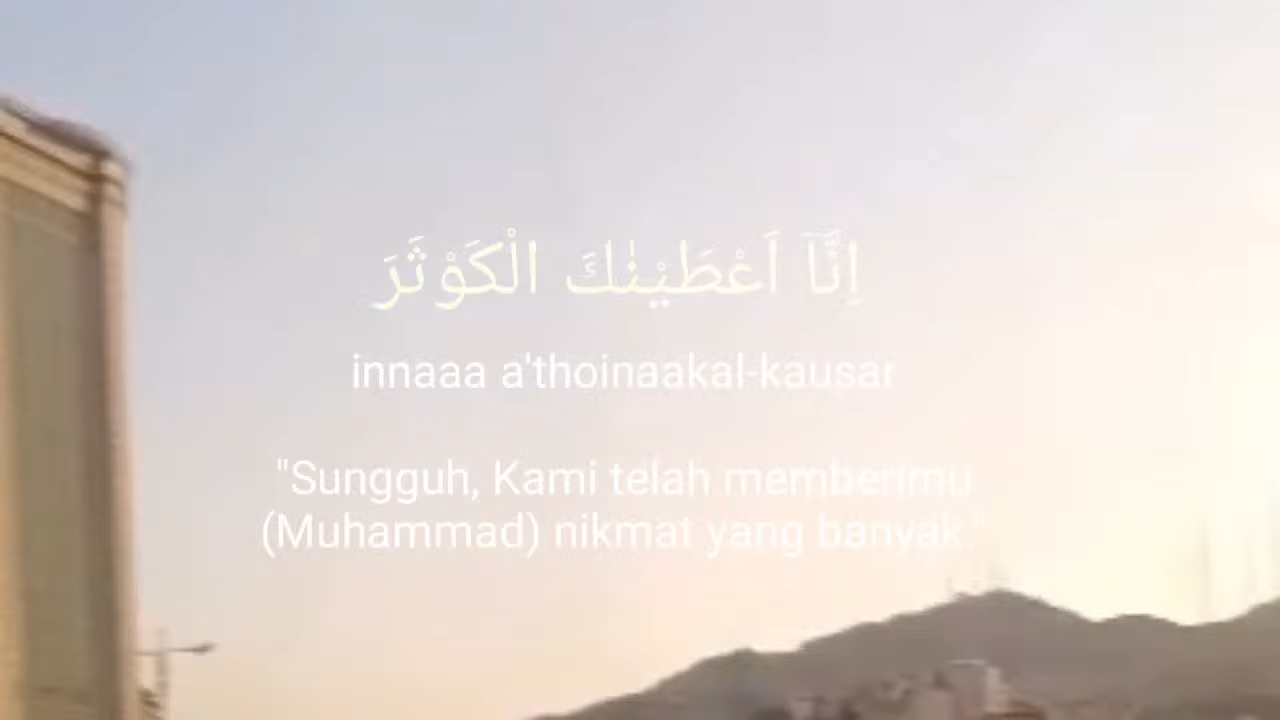 اِنَّآ اَعْطَيْنٰكَ الْكَوْثَرَ
innaaa a'thoinaakal-kausar
"Sungguh, Kami telah memberimu
(Muhammad) nikmat yang banyak."